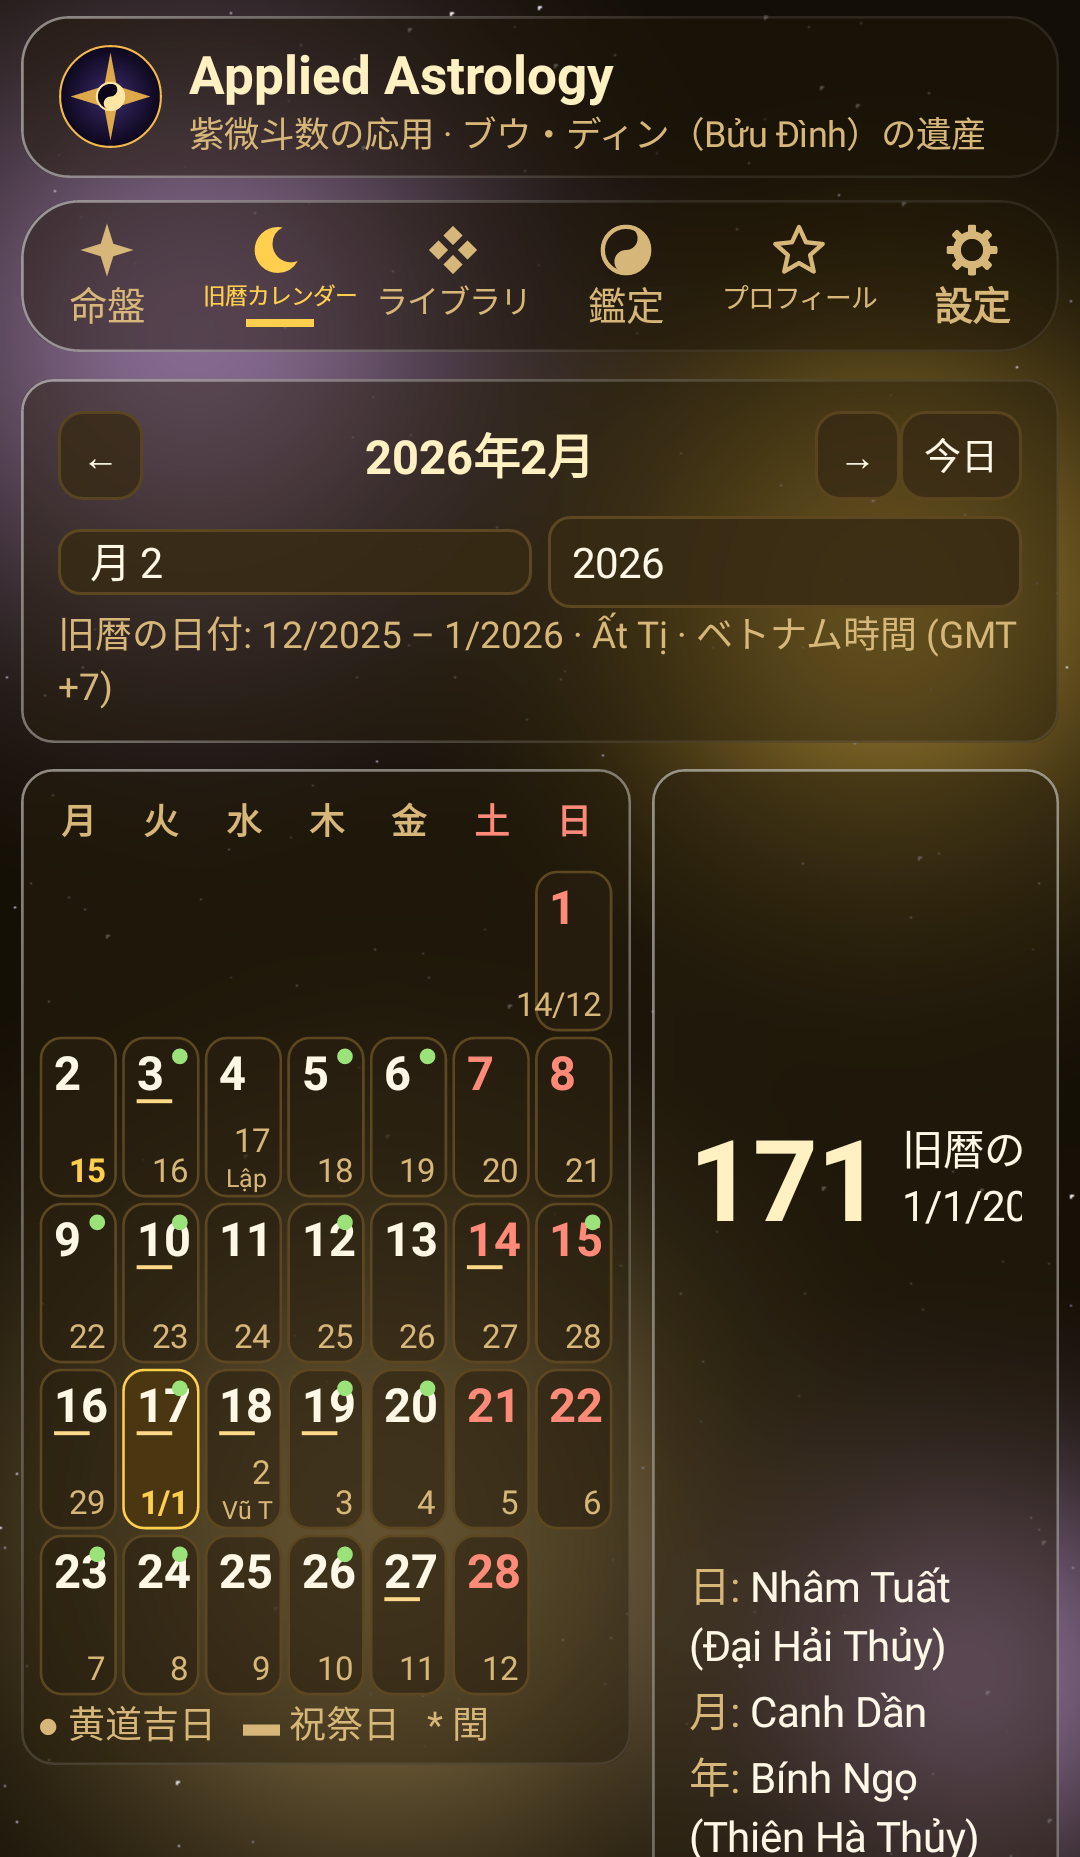 Applied Astrology
紫微斗数の応用 · ブウ・ディン（Bửu Đình）の遺産
命盤 旧暦カレンダー ライブラリ 鑑定 プロフィール 設定
← 2026年2月 → 今日
月 2 2026
旧暦の日付: 12/2025 – 1/2026 · Ất Tị · ベトナム時間 (GMT
+7)
月 火 水 木 金 土 日
1
14/12
2 3 4 5 6 7 8
15 16 17 18 19 20 21
Lập
9 10 11 12 13 14 15
22 23 24 25 26 27 28
16 17 18 19 20 21 22
29 1/1 2 3 4 5 6
Vũ T
23 24 25 26 27 28
7 8 9 10 11 12
● 黄道吉日 ▬ 祝祭日 * 閏
171 旧暦の
1/1/20
日: Nhâm Tuất
(Đại Hải Thủy)
月: Canh Dần
年: Bính Ngọ
(Thiên Hà Thủy)